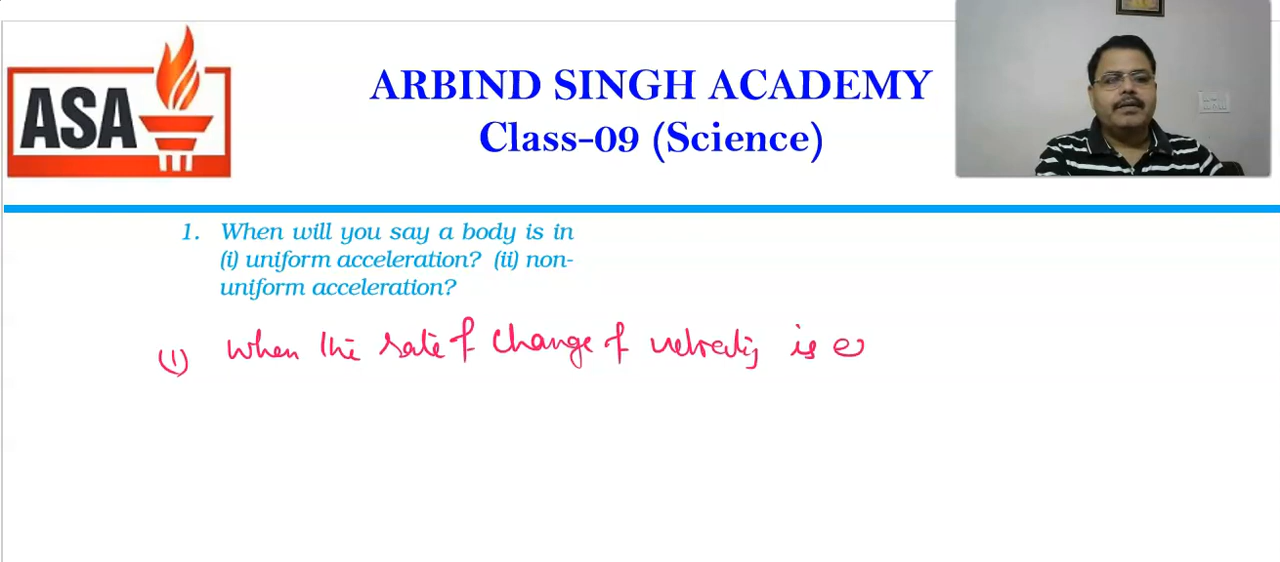 ASA
ARBIND SINGH ACADEMY
Class-09 (Science)
1. When will you say a body is in
(i) uniform acceleration? (ii) non-
uniform acceleration?
(1) When the rate of change of velocity is e